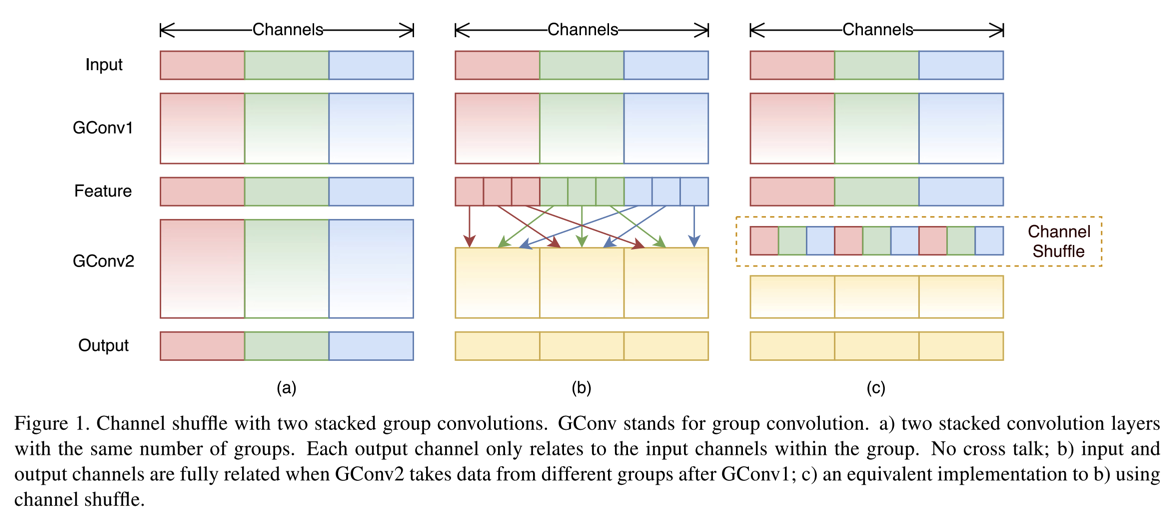 Channels Channels Channels
Input
GConv1
Feature
GConv2
Channel
Shuffle
Output
(a) (b) (c)
Figure 1. Channel shuffle with two stacked group convolutions. GConv stands for group convolution. a) two stacked convolution layers
with the same number of groups. Each output channel only relates to the input channels within the group. No cross talk; b) input and
output channels are fully related when GConv2 takes data from different groups after GConv1; c) an equivalent implementation to b) using
channel shuffle.